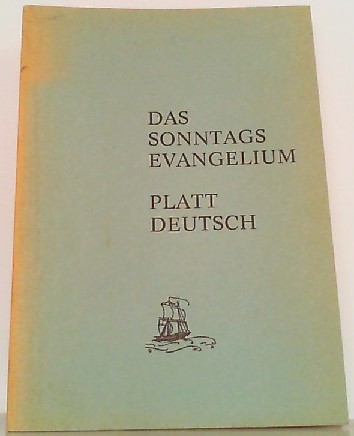 DAS
SONNTAGS
EVANGELIUM
PLATT
DEUTSCH